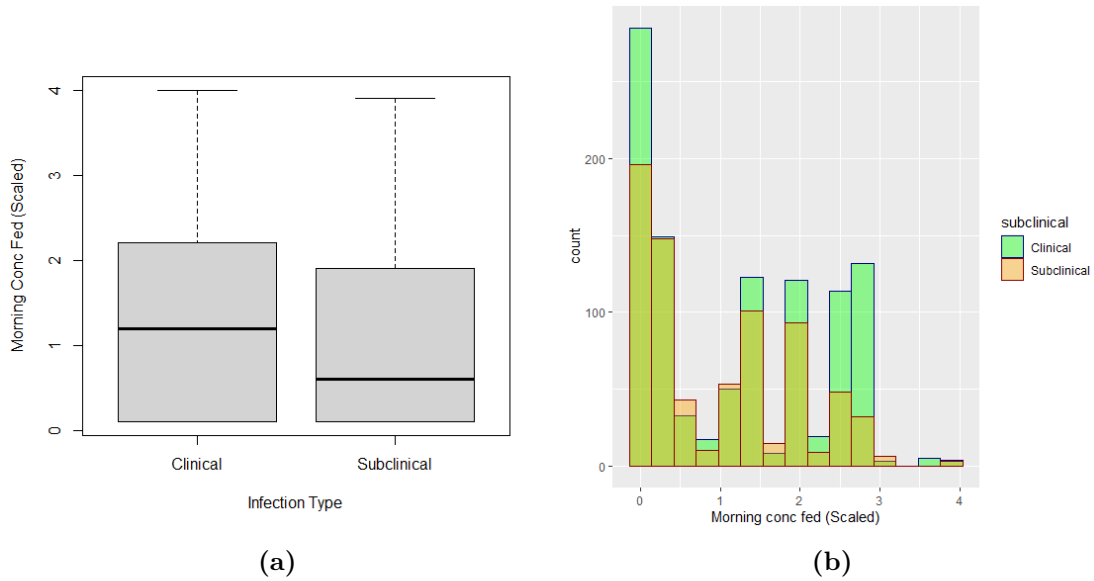 Morning Conc Fed (Scaled)
4
3
2
1
0
Clinical
Subclinical
Infection Type
(a)
count
200
100
0
0
1
2
3
4
Morning conc fed (Scaled)
subclinical
Clinical
Subclinical
(b)